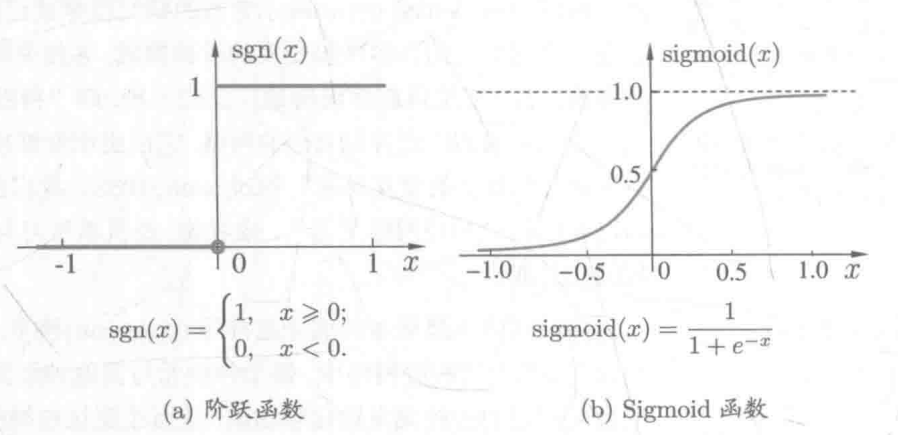 sgn(x)
1
-1
0
1
x
sgn(x) = { 1, x ⩾ 0;
0, x < 0.
(a) 阶跃函数
sigmoid(x)
1.0
0.5
-1.0
-0.5
0
0.5
1.0
x
sigmoid(x) = 1 / (1 + e^{-x})
(b) Sigmoid 函数